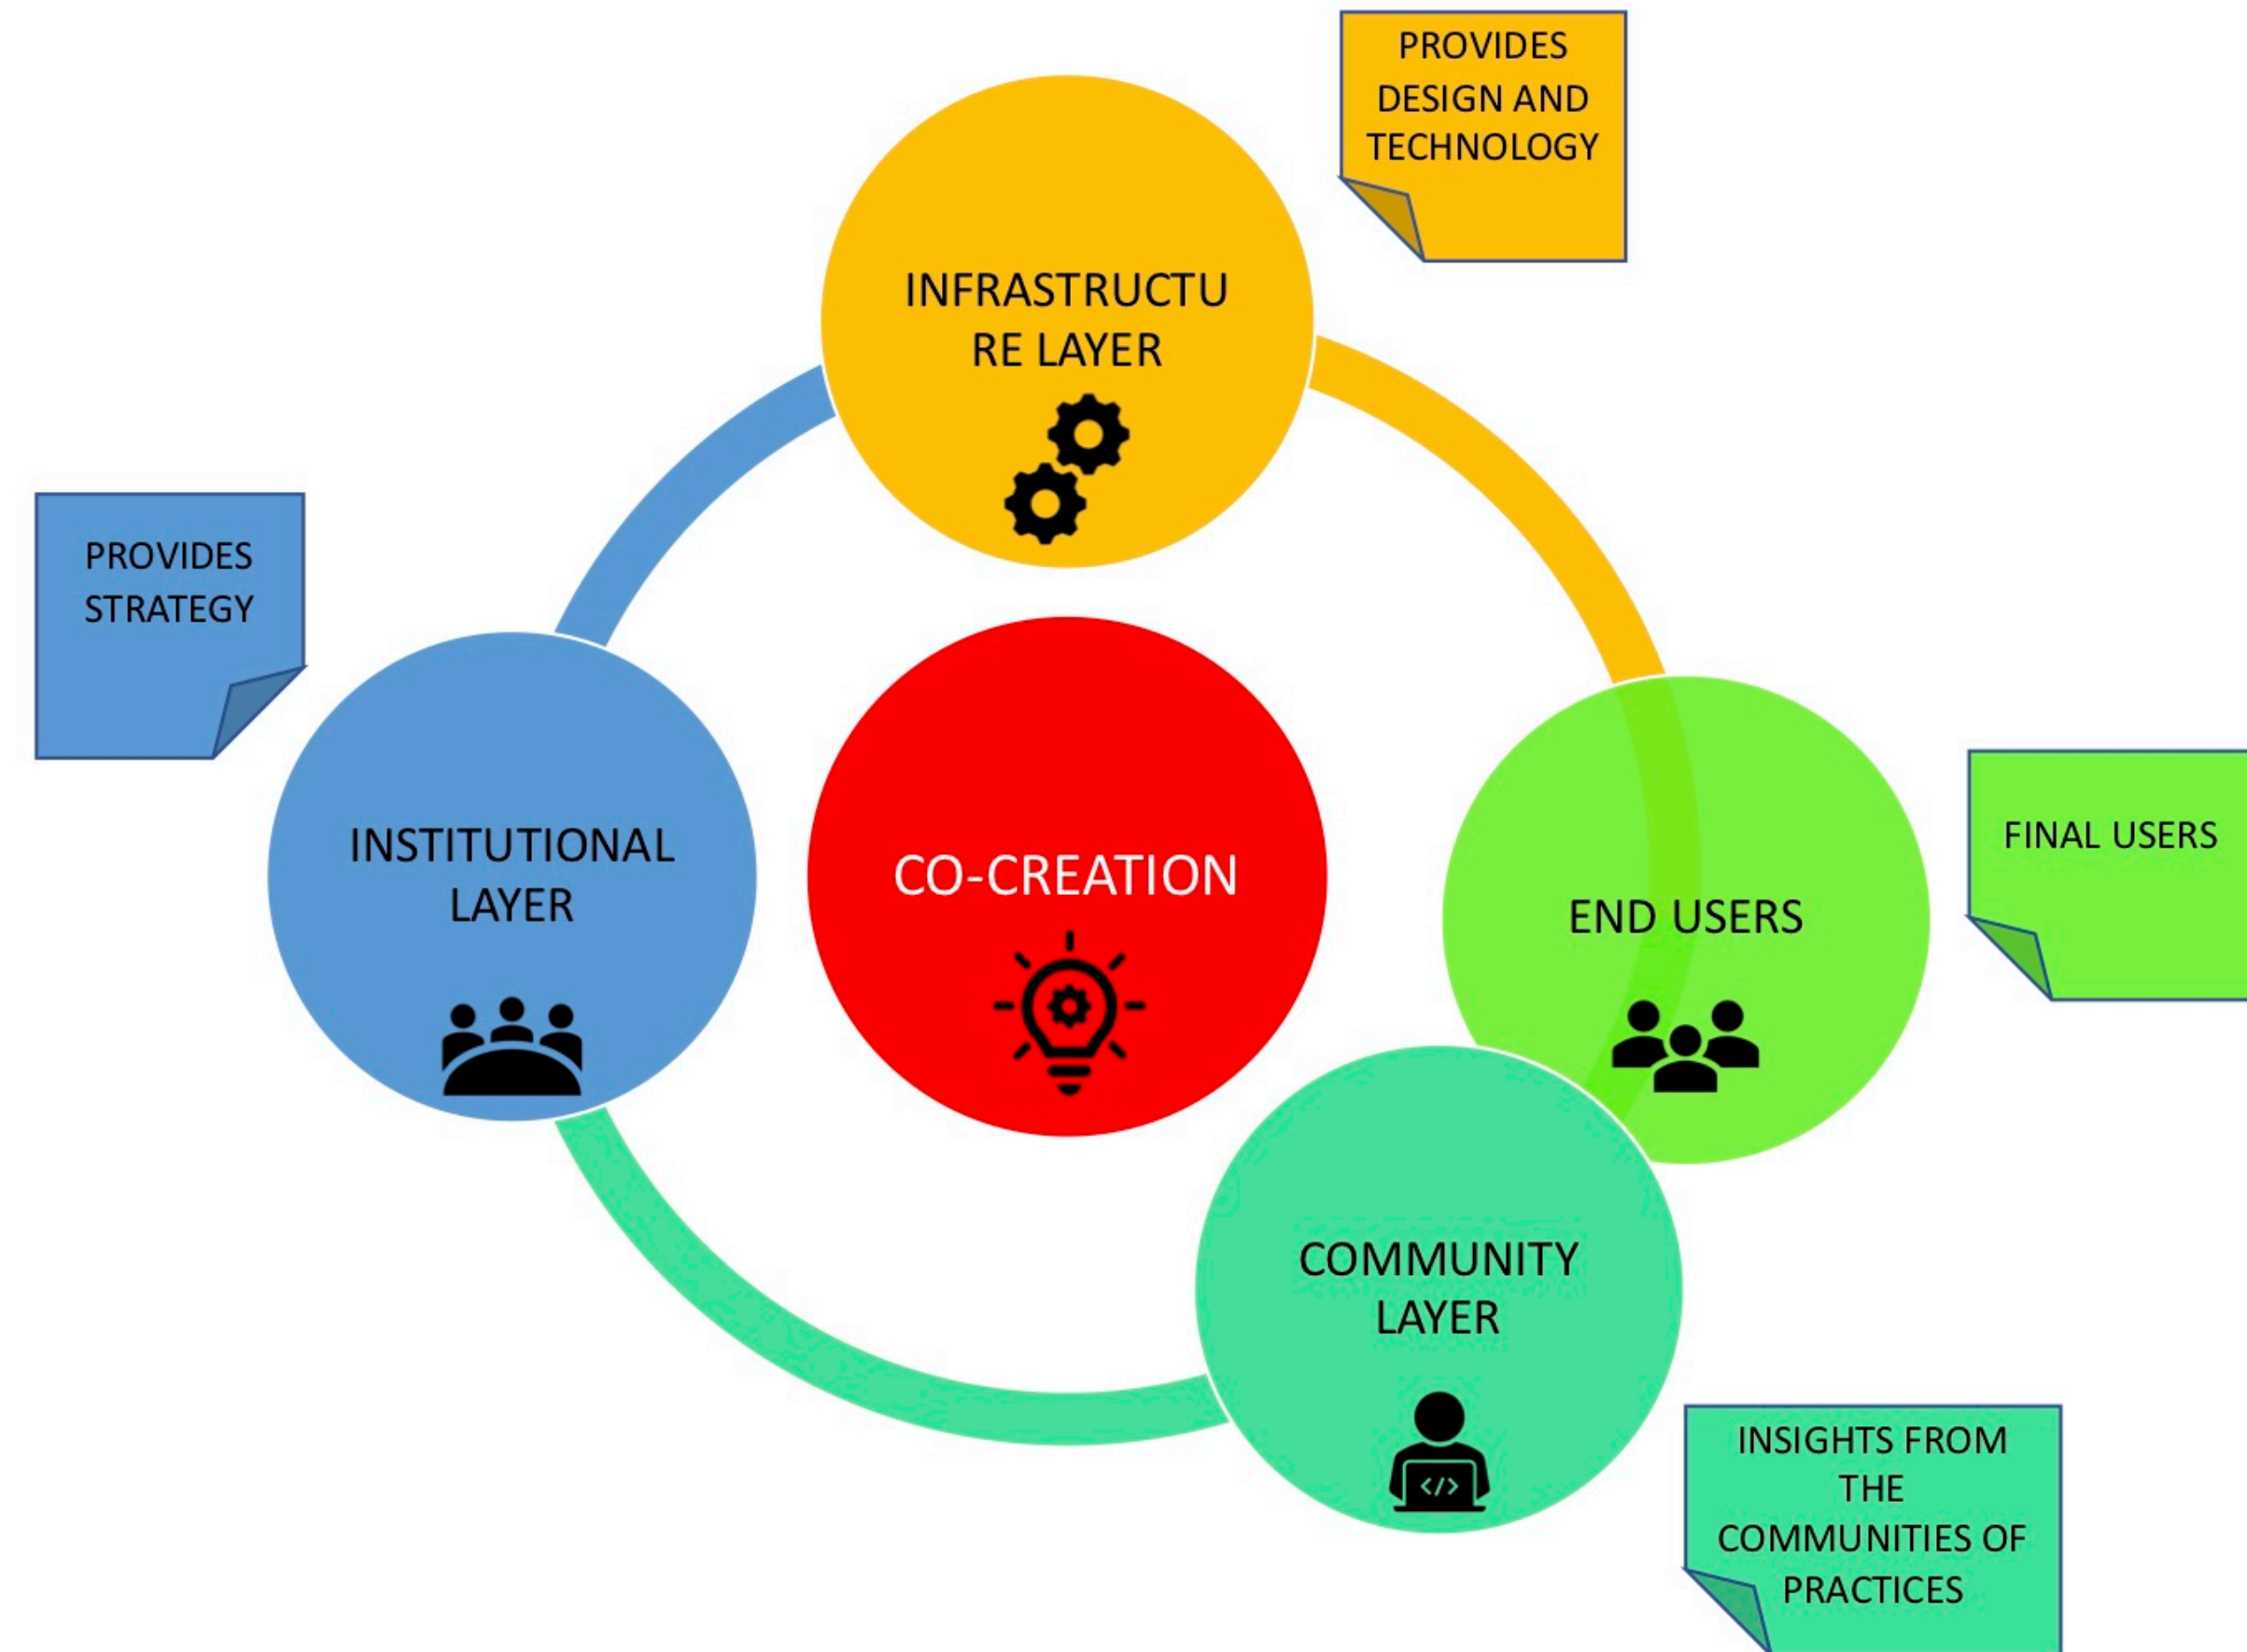 PROVIDES
DESIGN AND
TECHNOLOGY
INFRASTRUCTU
RE LAYER
PROVIDES
STRATEGY
INSTITUTIONAL
LAYER
CO-CREATION
END USERS
FINAL USERS
COMMUNITY
LAYER
</>
INSIGHTS FROM
THE
COMMUNITIES OF
PRACTICES